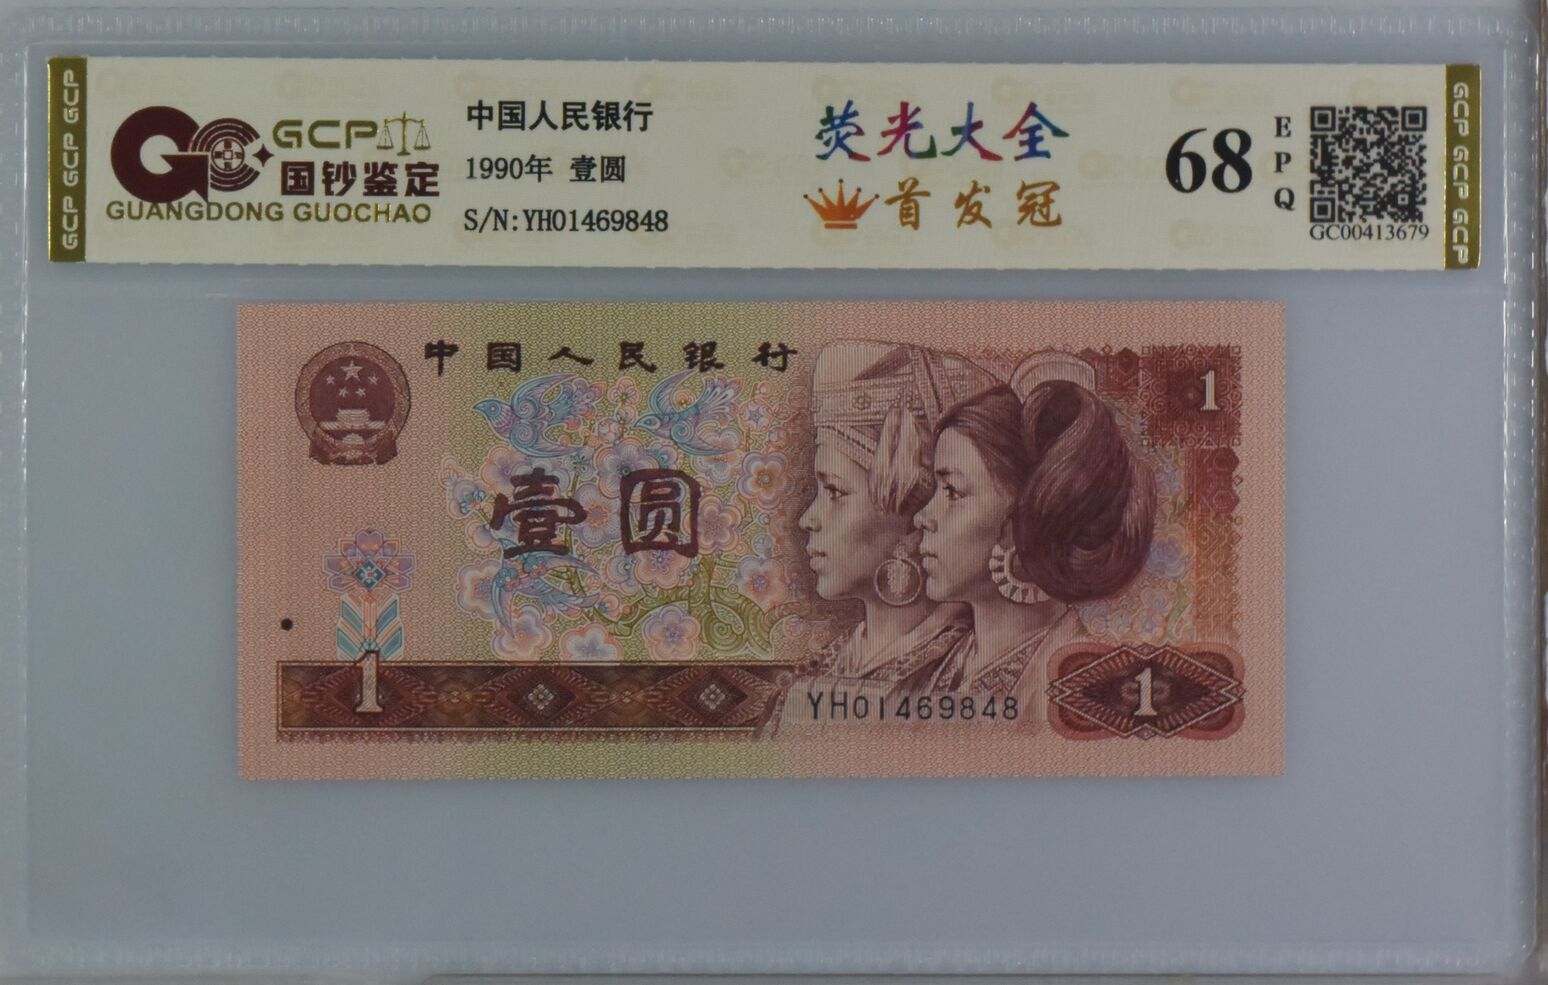 GCP GCP GCP
GCP
国钞鉴定
GUANGDONG GUOCHAO
中国人民银行
1990年 壹圆
S/N:YH01469848
荧光大全
首发冠
68
EPQ
GC00413679
GCP GCP GCP
中国人民银行
1
壹圆
1
YH01469848
1